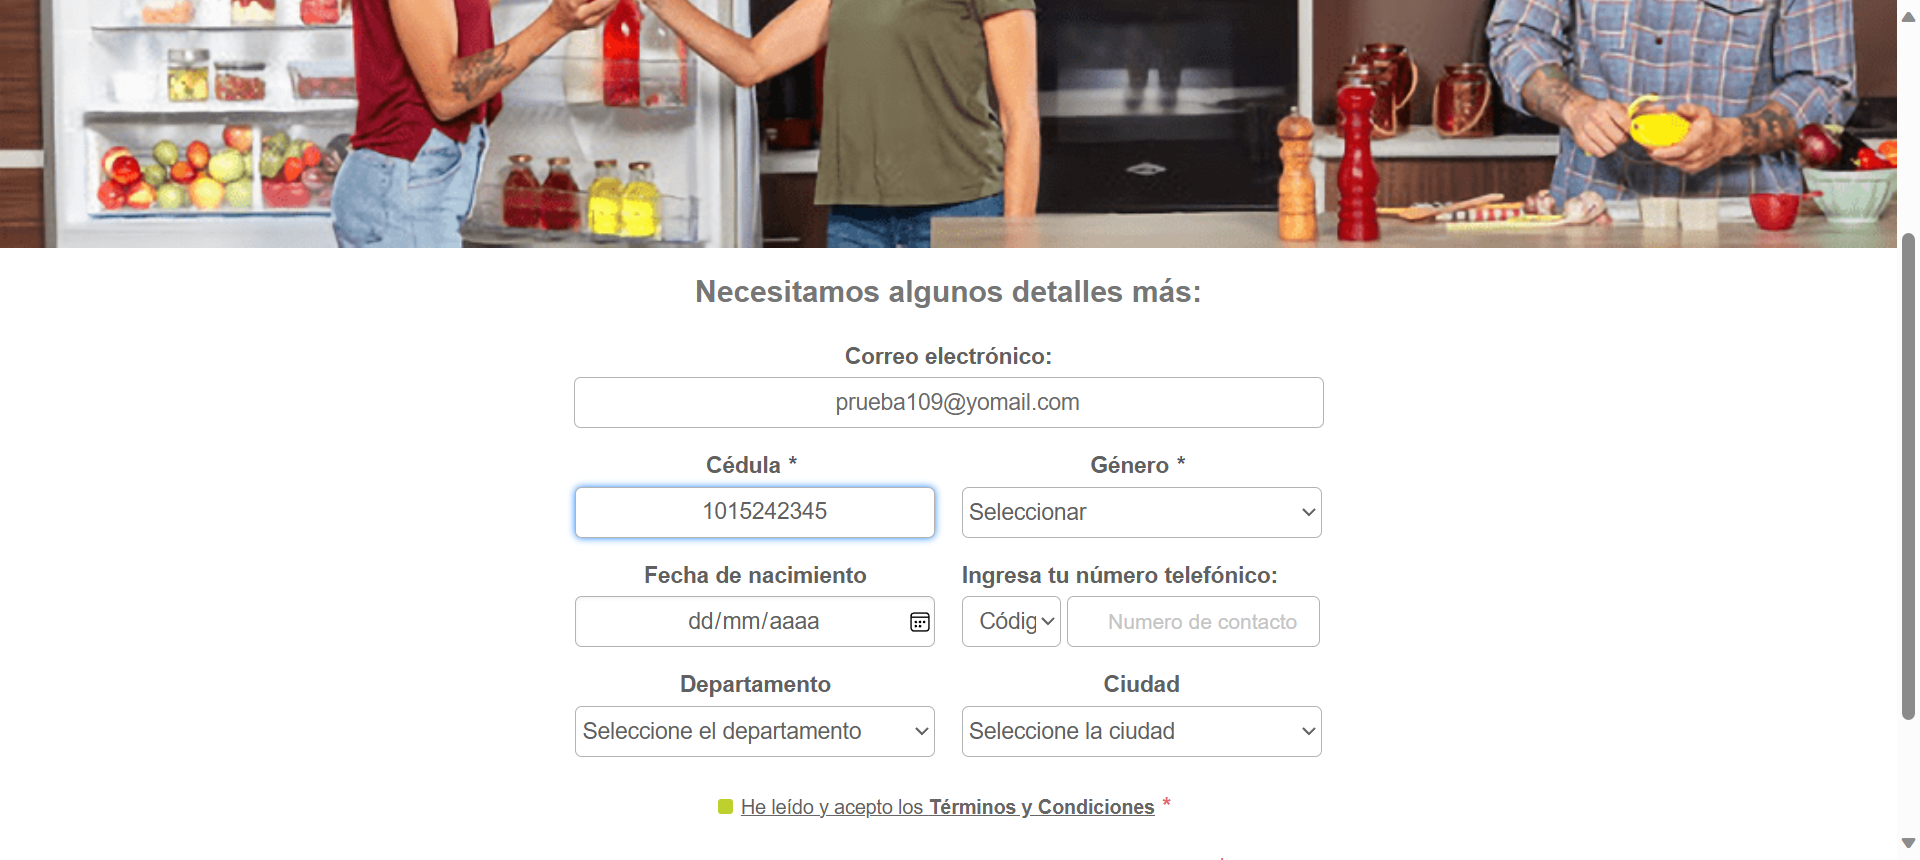 Necesitamos algunos detalles más:
Correo electrónico:
prueba109@yomail.com
Cédula *
Género *
1015242345
Seleccionar
Fecha de nacimiento
Ingresa tu número telefónico:
dd/mm/aaaa
Códig
Numero de contacto
Departamento
Ciudad
Seleccione el departamento
Seleccione la ciudad
He leído y acepto los Términos y Condiciones *